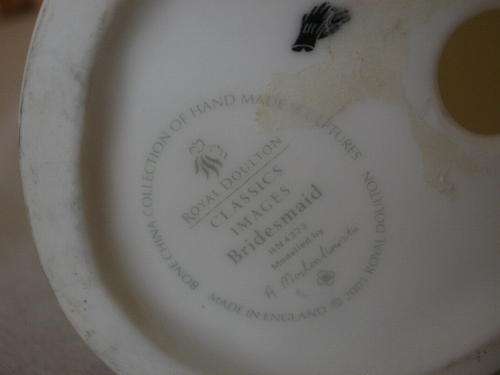 BONE CHINA COLLECTION OF HAND MADE SCULPTURES
ROYAL DOULTON
CLASSICS
IMAGES
Bridesmaid
Modelled by
MADE IN ENGLAND © ROYAL DOULTON